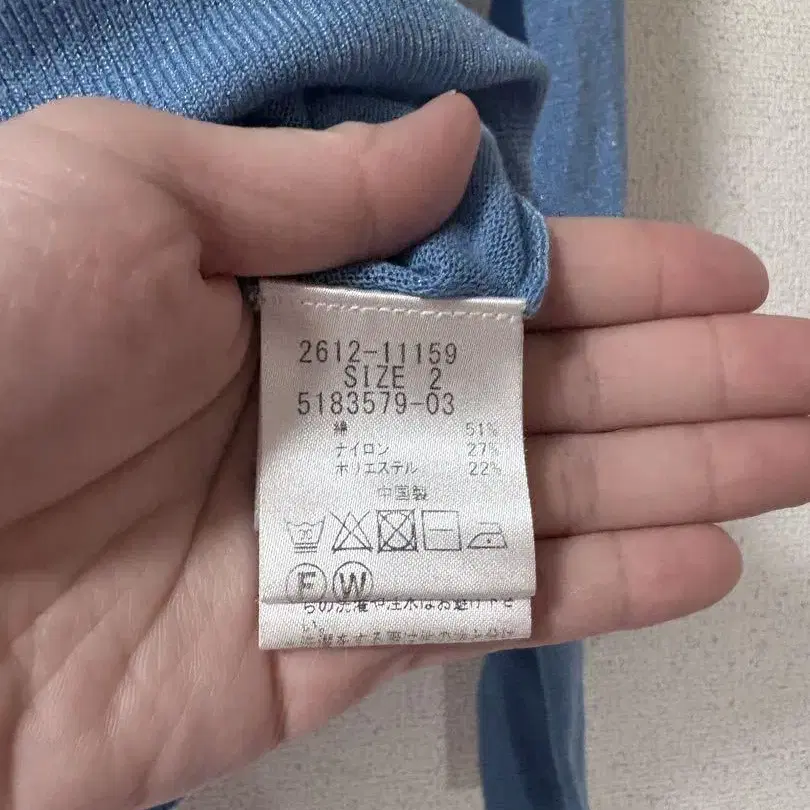 2612-11159
SIZE 2
5183579-03
綿 51%
ナイロン 27%
ポリエステル 22%
中国製
F W
い。